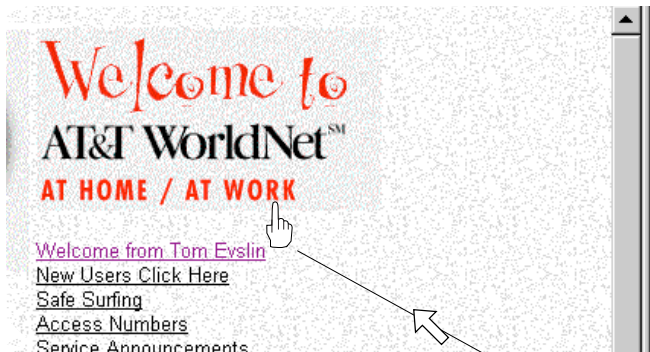 Welcome to
AT&T WorldNet℠
AT HOME / AT WORK
Welcome from Tom Evslin
New Users Click Here
Safe Surfing
Access Numbers
Service Announcements